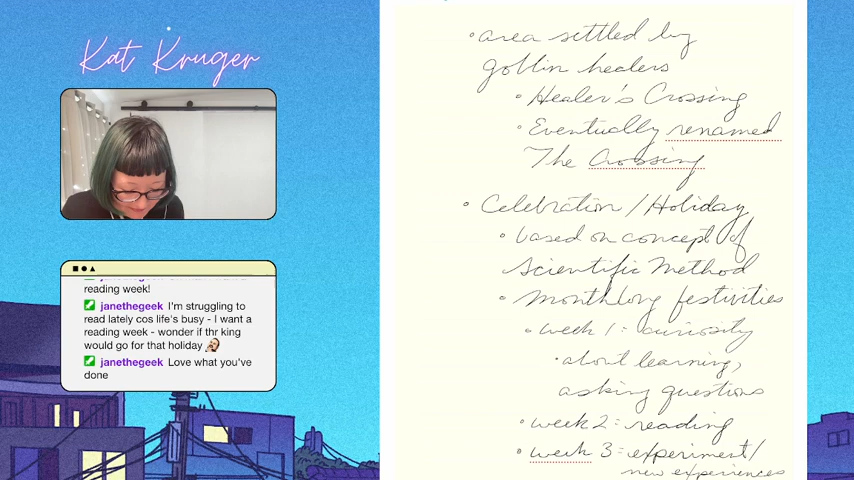 Kat Kruger
reading week!
janethegeek I'm struggling to
read lately cos life's busy - I want a
reading week - wonder if thr king
would go for that holiday
janethegeek Love what you've
done
• area settled by
goblin healers
• Healer's Crossing
• Eventually renamed
The Crossing
• Celebration / Holiday
• based on concept of
Scientific Method
• monthlong festivities
• week 1: curiosity
• about learning,
asking questions
• week 2: reading
• week 3: experiment/
new experiences